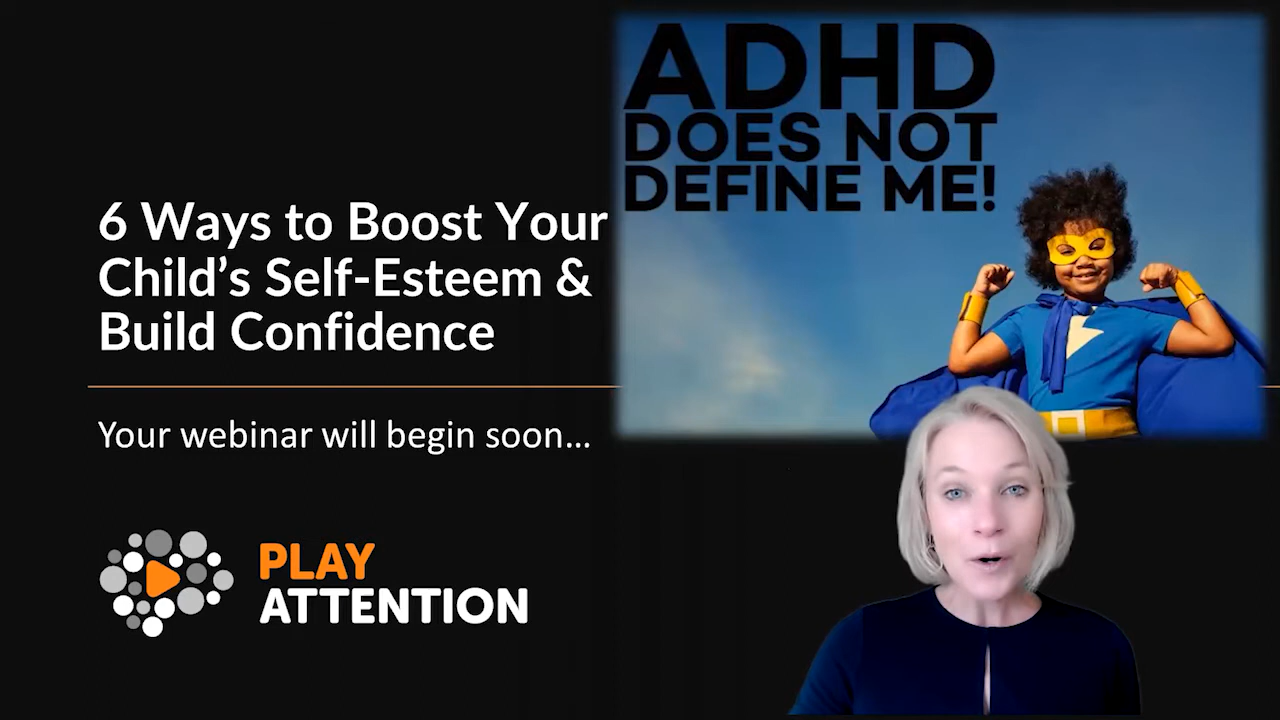 ADHD
DOES NOT
DEFINE ME!
6 Ways to Boost Your
Child’s Self-Esteem &
Build Confidence
Your webinar will begin soon...
PLAY
ATTENTION